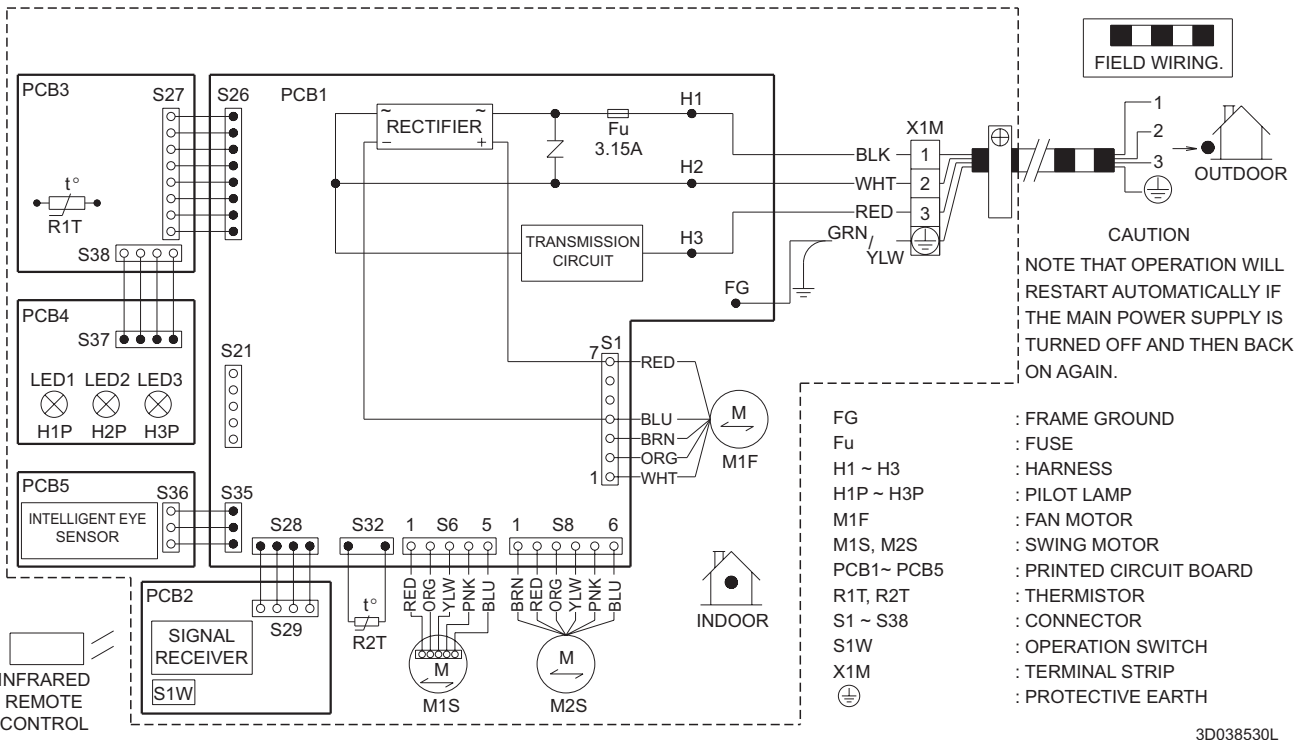 FIELD WIRING.
PCB3
S27
S26
PCB1
H1
~
~
RECTIFIER
−
+
Fu
3.15A
H2
X1M
BLK
1
WHT
2
RED
3
GRN/YLW
1
2
3
OUTDOOR
t°
R1T
TRANSMISSION
CIRCUIT
H3
S38
FG
CAUTION
NOTE THAT OPERATION WILL
RESTART AUTOMATICALLY IF
THE MAIN POWER SUPPLY IS
TURNED OFF AND THEN BACK
ON AGAIN.
PCB4
S37
LED1 LED2 LED3
H1P H2P H3P
S21
S1
7
RED
BLU
BRN
ORG
1
WHT
M
M1F
PCB5
S36
S35
INTELLIGENT EYE
SENSOR
S28
S32
1 S6 5
1 S8 6
RED
ORG
YLW
PNK
BLU
BRN
RED
ORG
YLW
PNK
BLU
PCB2
S29
SIGNAL
RECEIVER
S1W
t°
R2T
M
M1S
M
M2S
INDOOR
INFRARED
REMOTE
CONTROL
FG : FRAME GROUND
Fu : FUSE
H1 ~ H3 : HARNESS
H1P ~ H3P : PILOT LAMP
M1F : FAN MOTOR
M1S, M2S : SWING MOTOR
PCB1~ PCB5 : PRINTED CIRCUIT BOARD
R1T, R2T : THERMISTOR
S1 ~ S38 : CONNECTOR
S1W : OPERATION SWITCH
X1M : TERMINAL STRIP
: PROTECTIVE EARTH
3D038530L